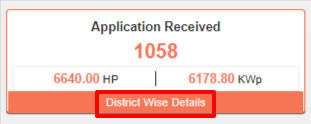 Application Received
1058
6640.00 HP | 6178.80 KWp
District Wise Details